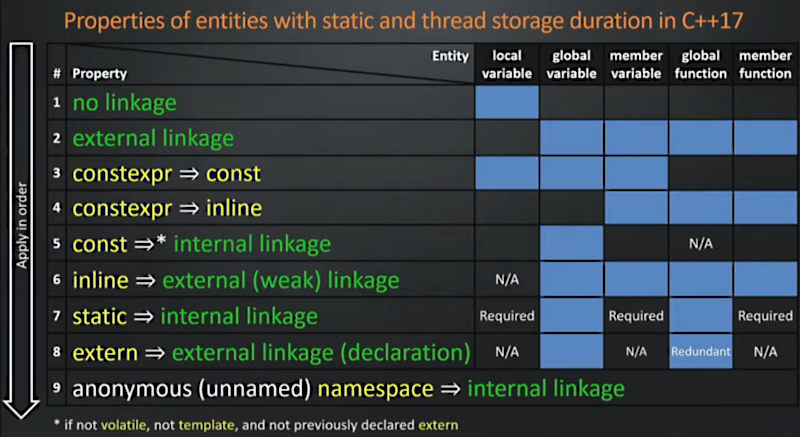 Properties of entities with static and thread storage duration in C++17
Apply in order
Entity
# Property
local variable
global variable
member variable
global function
member function
1 no linkage
2 external linkage
3 constexpr ⇒ const
4 constexpr ⇒ inline
5 const ⇒* internal linkage N/A
6 inline ⇒ external (weak) linkage N/A
7 static ⇒ internal linkage Required Required Required
8 extern ⇒ external linkage (declaration) N/A N/A Redundant N/A
9 anonymous (unnamed) namespace ⇒ internal linkage
* if not volatile, not template, and not previously declared extern